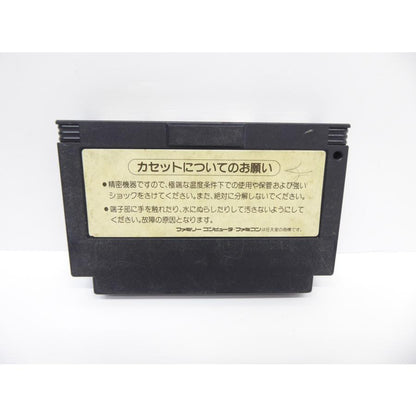 カセットについてのお願い
●精密機器ですので、極端な温度条件下での使用や保管および強い
ショックをさけてください。また、絶対に分解しないでください。
●端子部に手を触れたり、水にぬらしたりして汚さないようにして
ください。故障の原因となります。
ファミリーコンピュータ・ファミコンは任天堂の商標です。